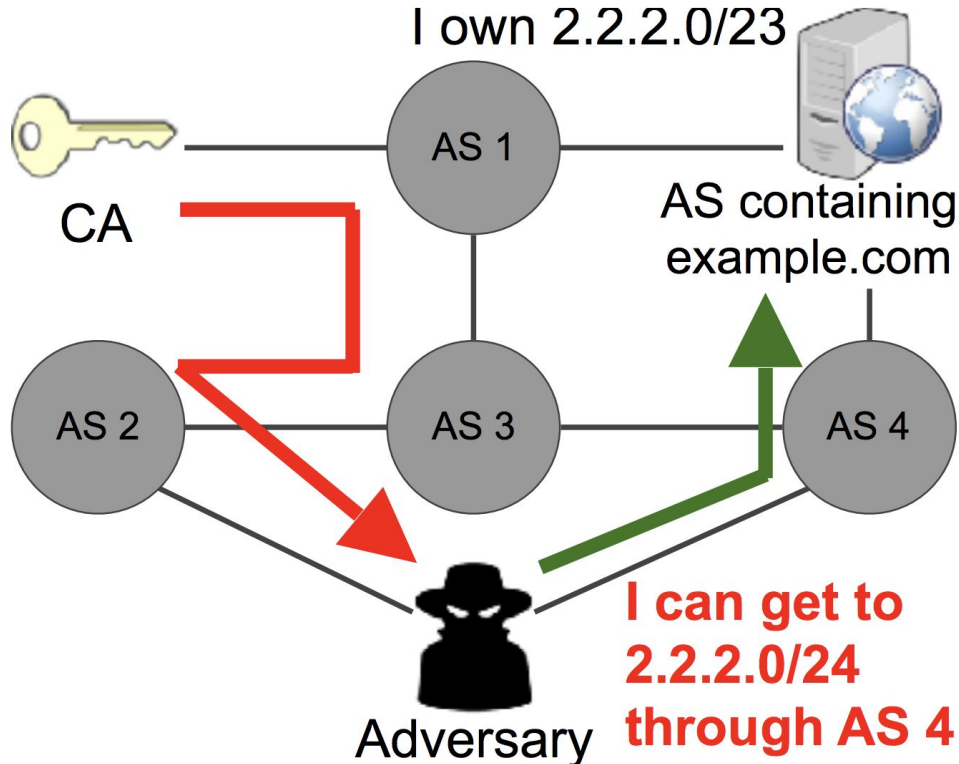 I own 2.2.2.0/23
AS 1
CA
AS containing
example.com
AS 2
AS 3
AS 4
I can get to
2.2.2.0/24
through AS 4
Adversary